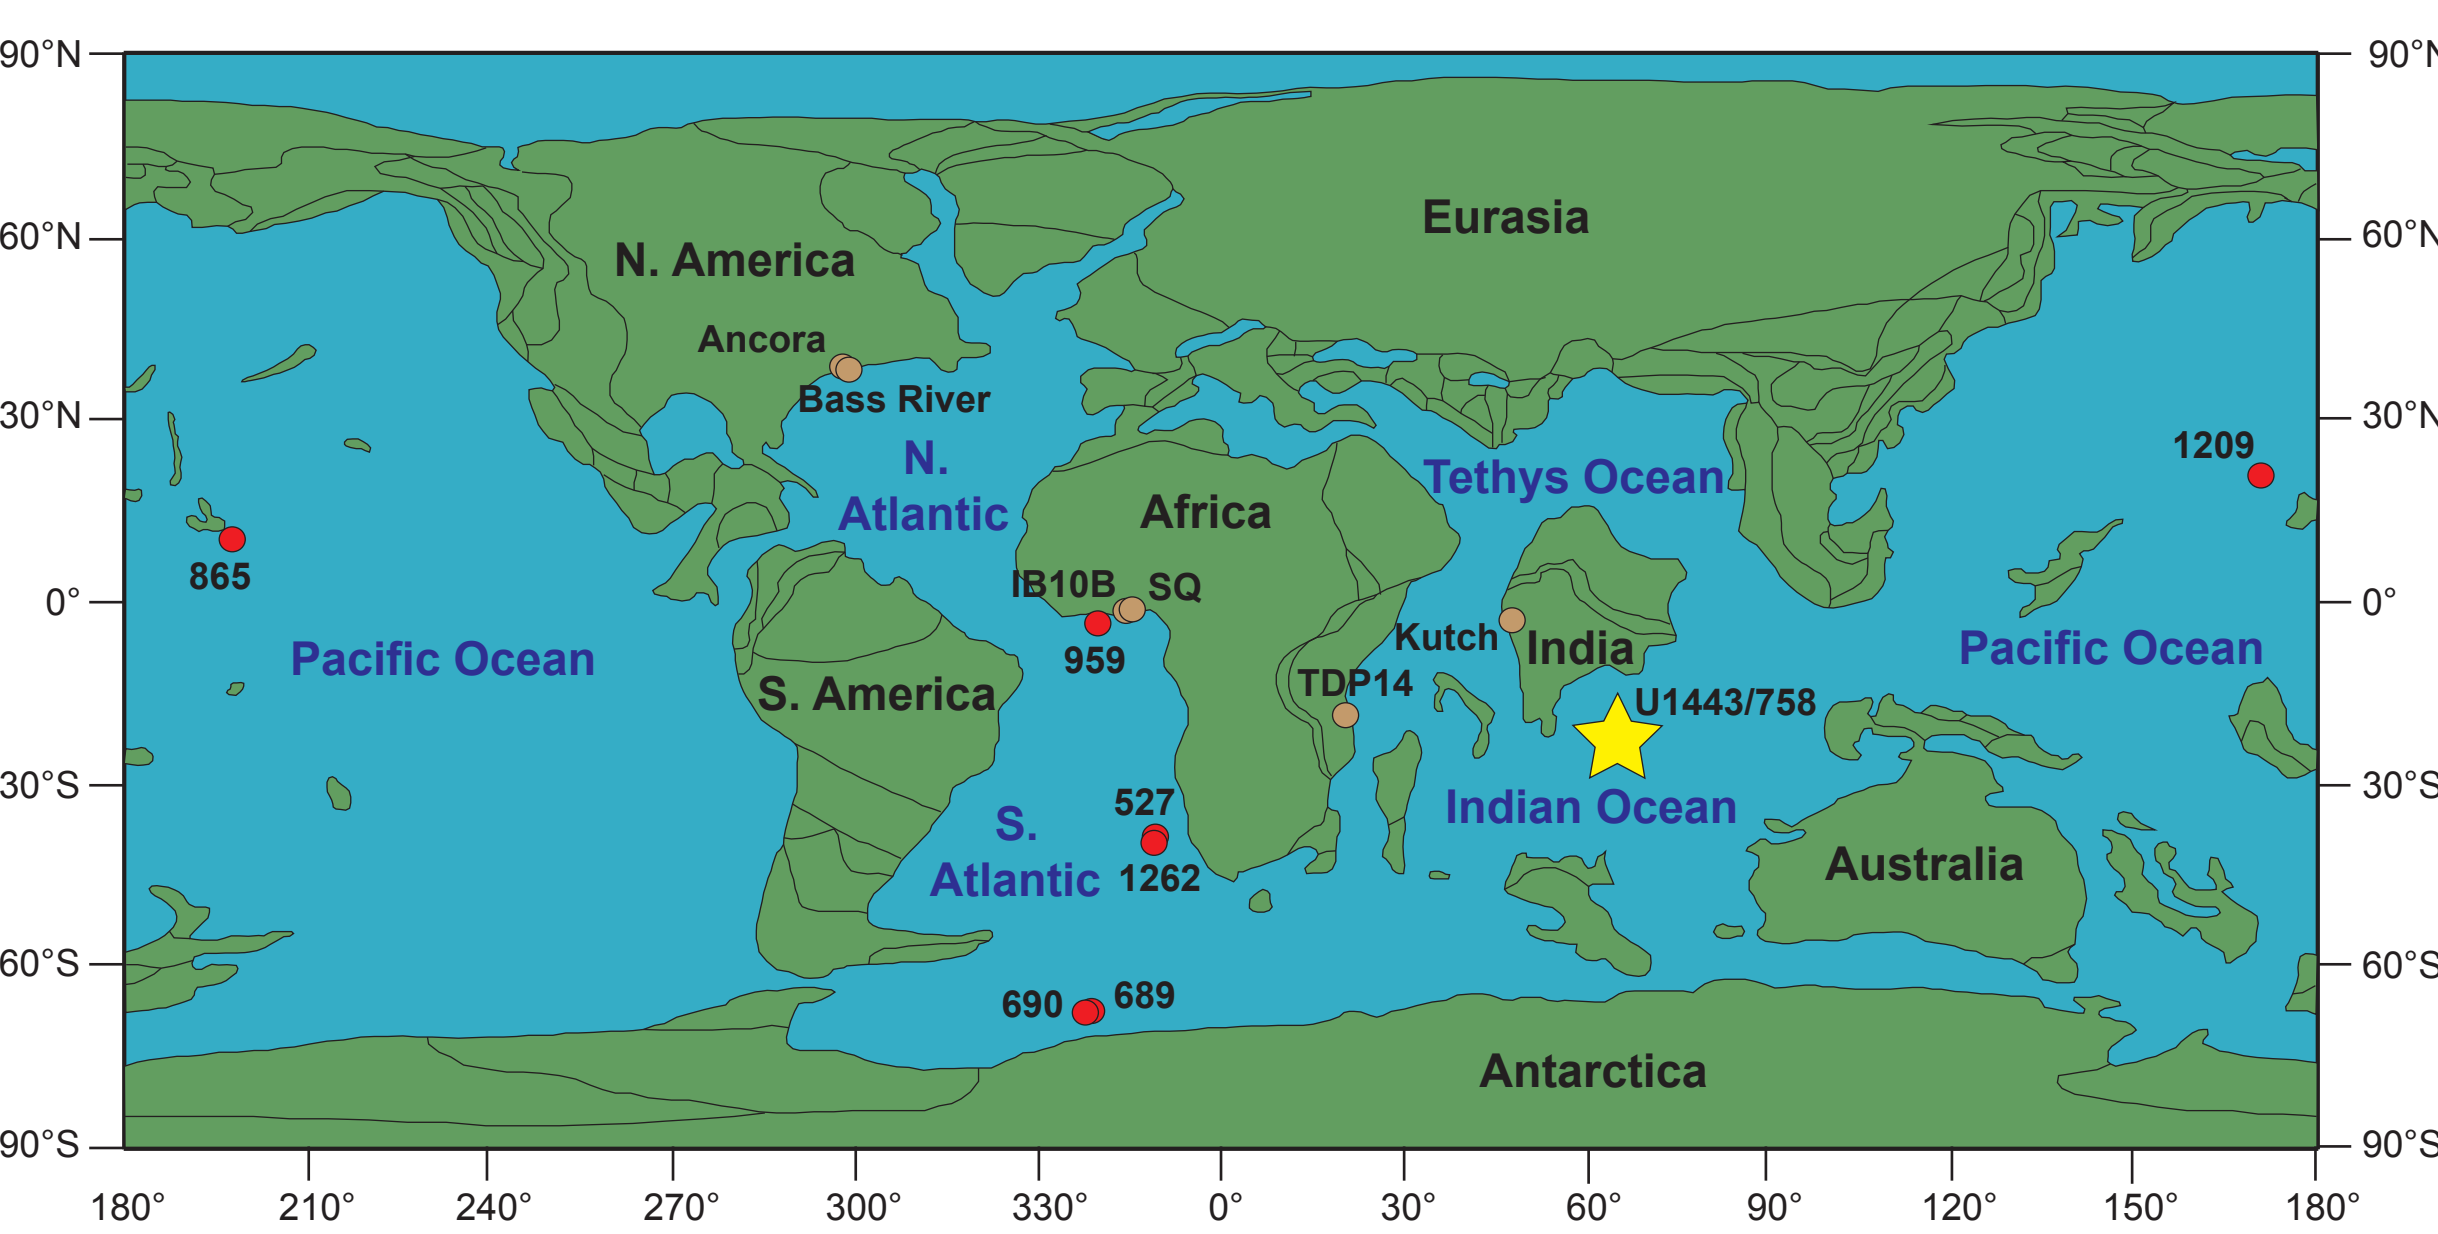 90°N
90°N
60°N
Eurasia
60°N
N. America
Ancora
Bass River
30°N
30°N
1209
N.
Atlantic
Tethys Ocean
Africa
865
IB10B
SQ
0°
0°
Kutch
India
Pacific Ocean
959
Pacific Ocean
TDP14
S. America
U1443/758
30°S
30°S
527
Indian Ocean
S.
Atlantic
1262
Australia
60°S
60°S
690
689
Antarctica
90°S
90°S
180°
210°
240°
270°
300°
330°
0°
30°
60°
90°
120°
150°
180°